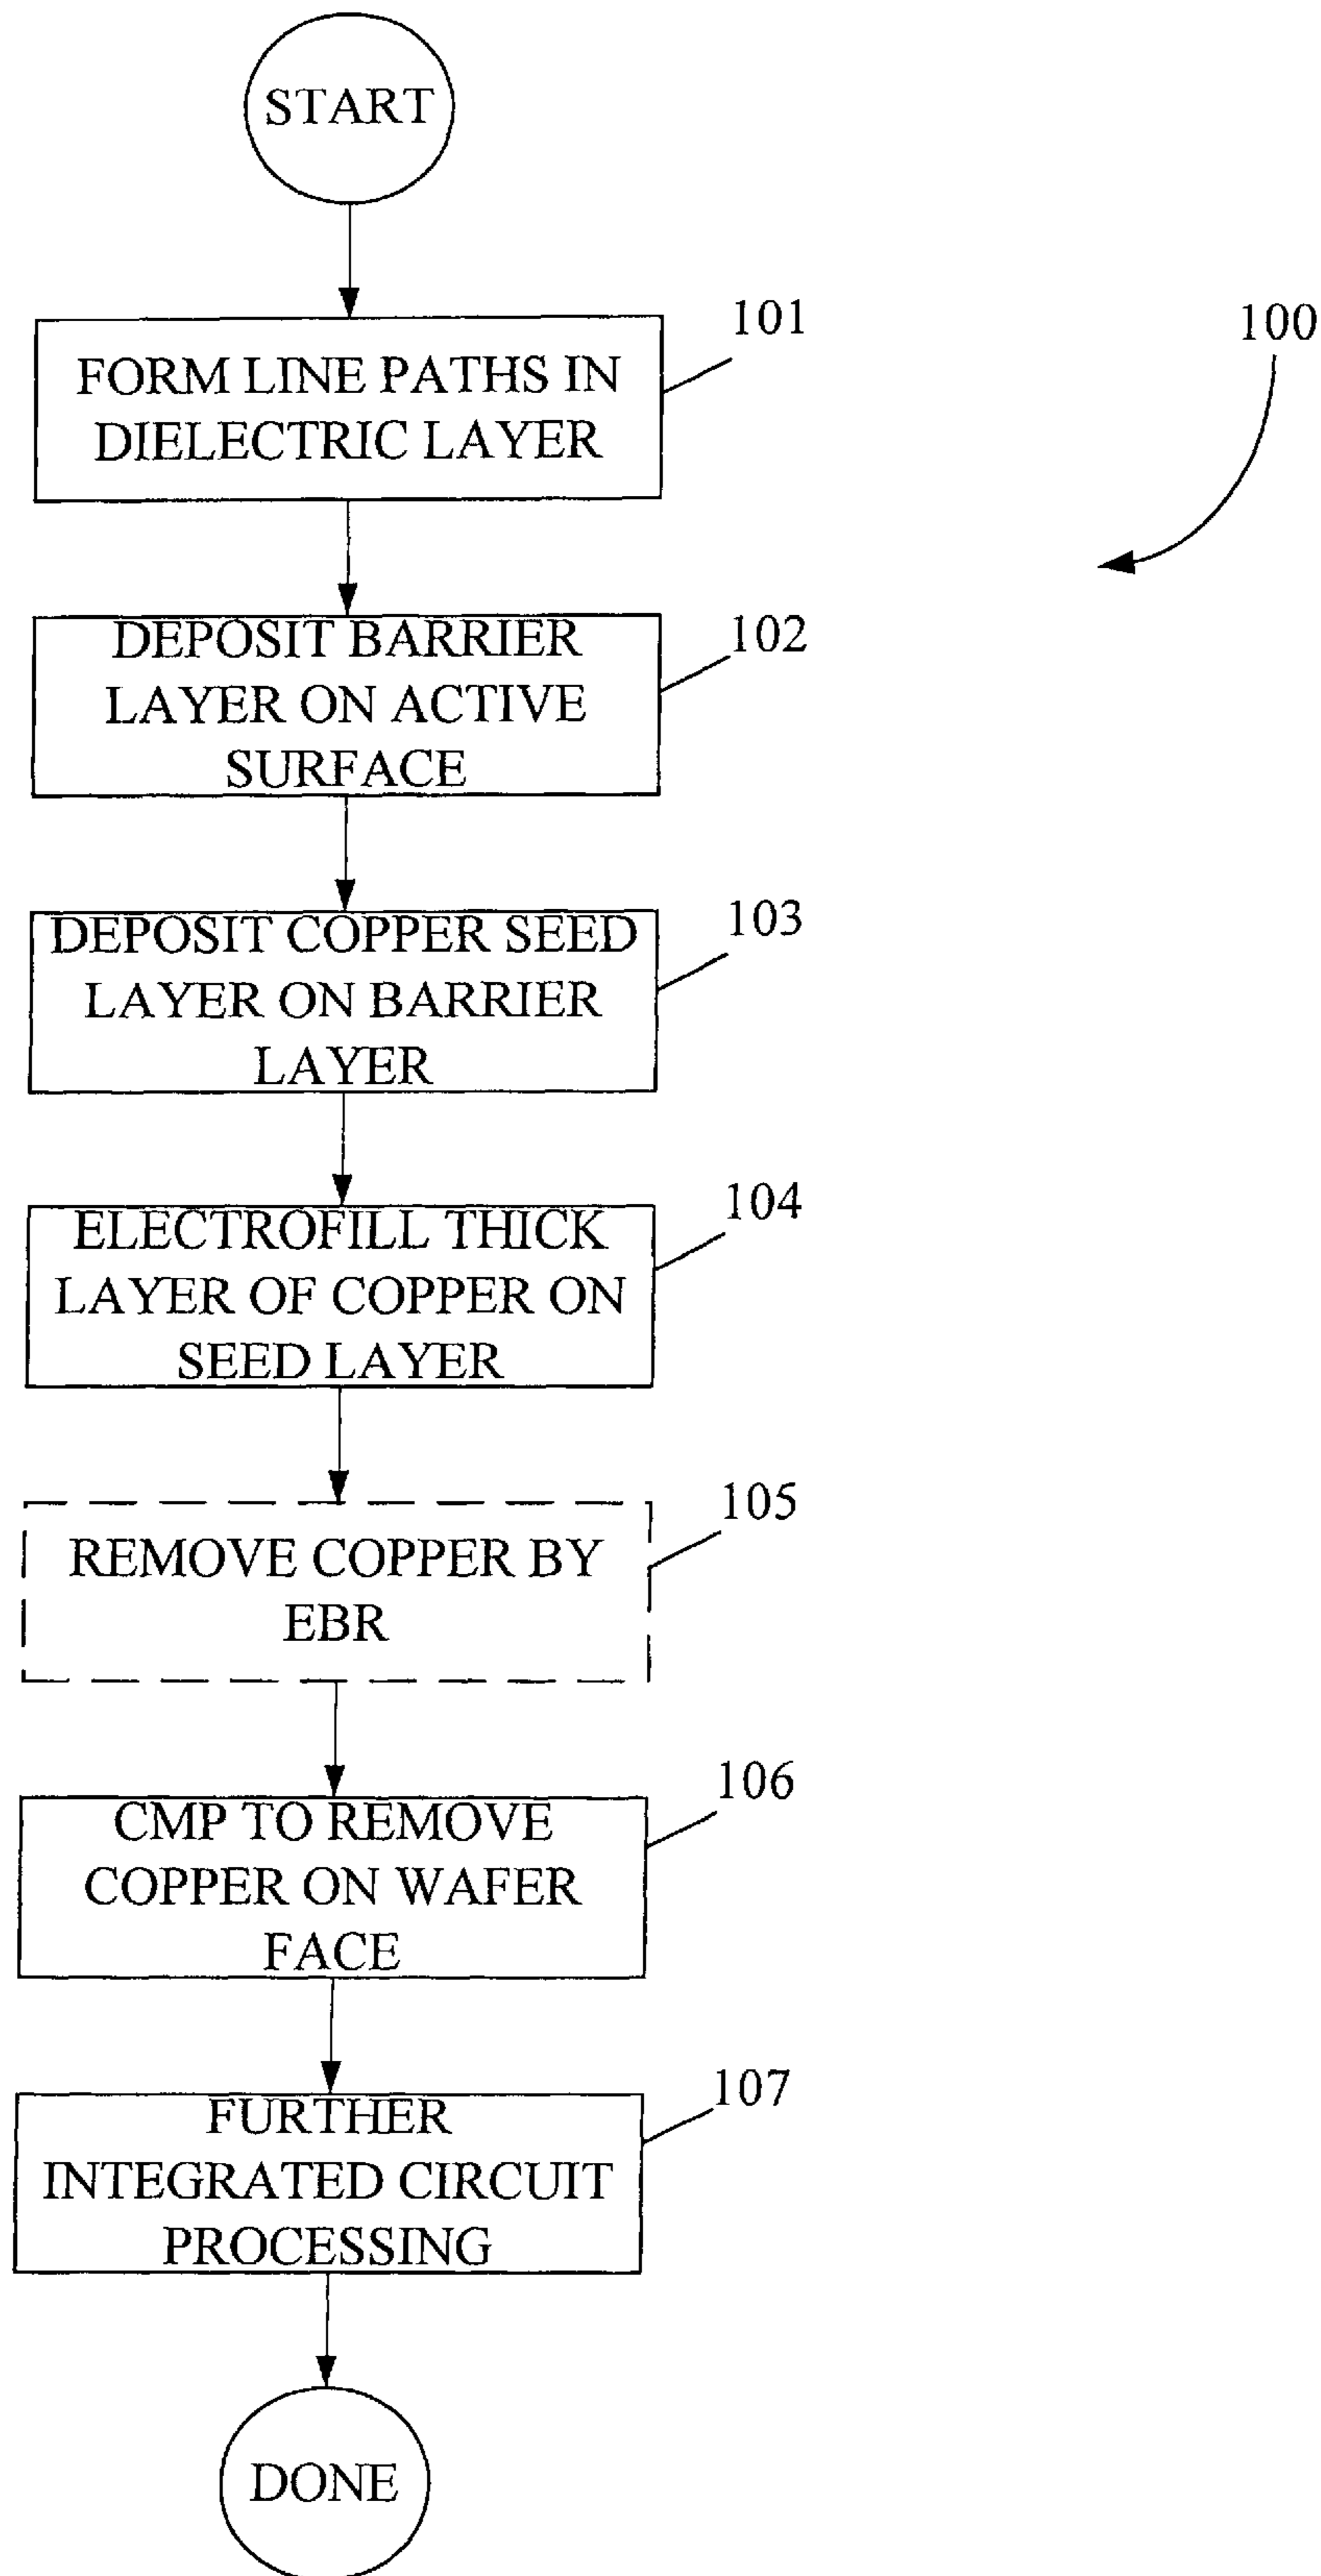 START
101
100
FORM LINE PATHS IN
DIELECTRIC LAYER
102
DEPOSIT BARRIER
LAYER ON ACTIVE
SURFACE
103
DEPOSIT COPPER SEED
LAYER ON BARRIER
LAYER
104
ELECTROFILL THICK
LAYER OF COPPER ON
SEED LAYER
105
REMOVE COPPER BY
EBR
106
CMP TO REMOVE
COPPER ON WAFER
FACE
107
FURTHER
INTEGRATED CIRCUIT
PROCESSING
DONE